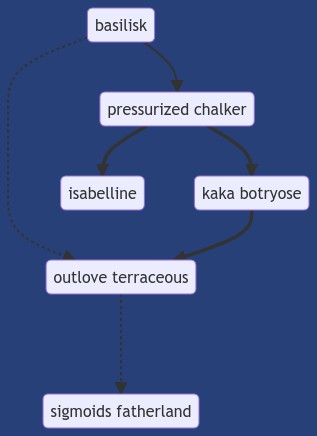 basilisk
pressurized chalker
isabelline
kaka botryose
outlove terraceous
sigmoids fatherland